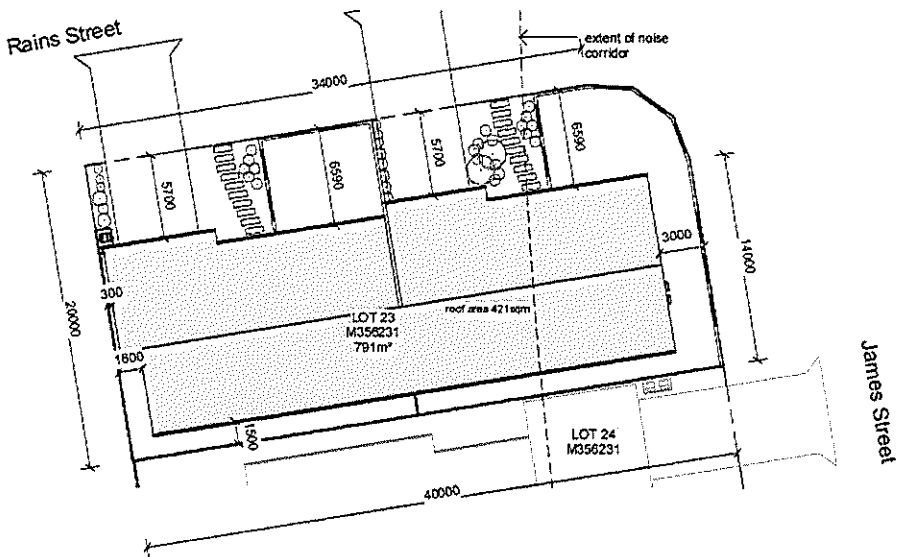 Rains Street
extent of noise
corridor
34000
5700
6590
5700
6590
20000
300
3000
14000
roof area 421sqm
LOT 23
M356231
791m²
1600
1500
LOT 24
M356231
James Street
40000